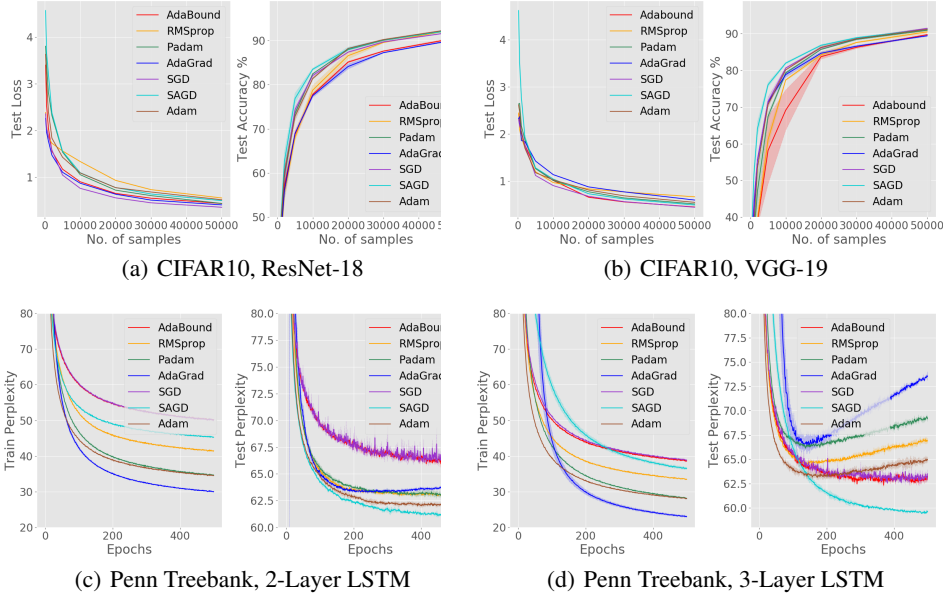 Test Loss
4
3
2
1
0 10000 20000 30000 40000 50000
No. of samples
AdaBound
RMSprop
Padam
AdaGrad
SGD
SAGD
Adam
Test Accuracy %
90
80
70
60
50
0 10000 20000 30000 40000 5
No. of samples
AdaBou
RMSpro
Padam
AdaGra
SGD
SAGD
Adam
Test Loss
4
3
2
1
0 10000 20000 30000 40000 50000
No. of samples
AdaBound
RMSprop
Padam
AdaGrad
SGD
SAGD
Adam
Test Accuracy %
90
80
70
60
50
40
0 10000 20000 30000 40000 50000
No. of samples
Adabound
RMSprop
Padam
AdaGrad
SGD
SAGD
Adam
(a) CIFAR10, ResNet-18
(b) CIFAR10, VGG-19
Train Perplexity
80
70
60
50
40
30
20
0 200 400
Epochs
AdaBound
RMSprop
Padam
AdaGrad
SGD
SAGD
Adam
Test Perplexity
80.0
77.5
75.0
72.5
70.0
67.5
65.0
62.5
60.0
0 200 400
Epochs
AdaBou
RMSpro
Padam
AdaGra
SGD
SAGD
Adam
Train Perplexity
80
70
60
50
40
30
20
0 200 400
Epochs
AdaBound
RMSprop
Padam
AdaGrad
SGD
SAGD
Adam
Test Perplexity
80.0
77.5
75.0
72.5
70.0
67.5
65.0
62.5
60.0
0 200 400
Epochs
AdaBound
RMSprop
Padam
AdaGrad
SGD
SAGD
Adam
(c) Penn Treebank, 2-Layer LSTM
(d) Penn Treebank, 3-Layer LSTM